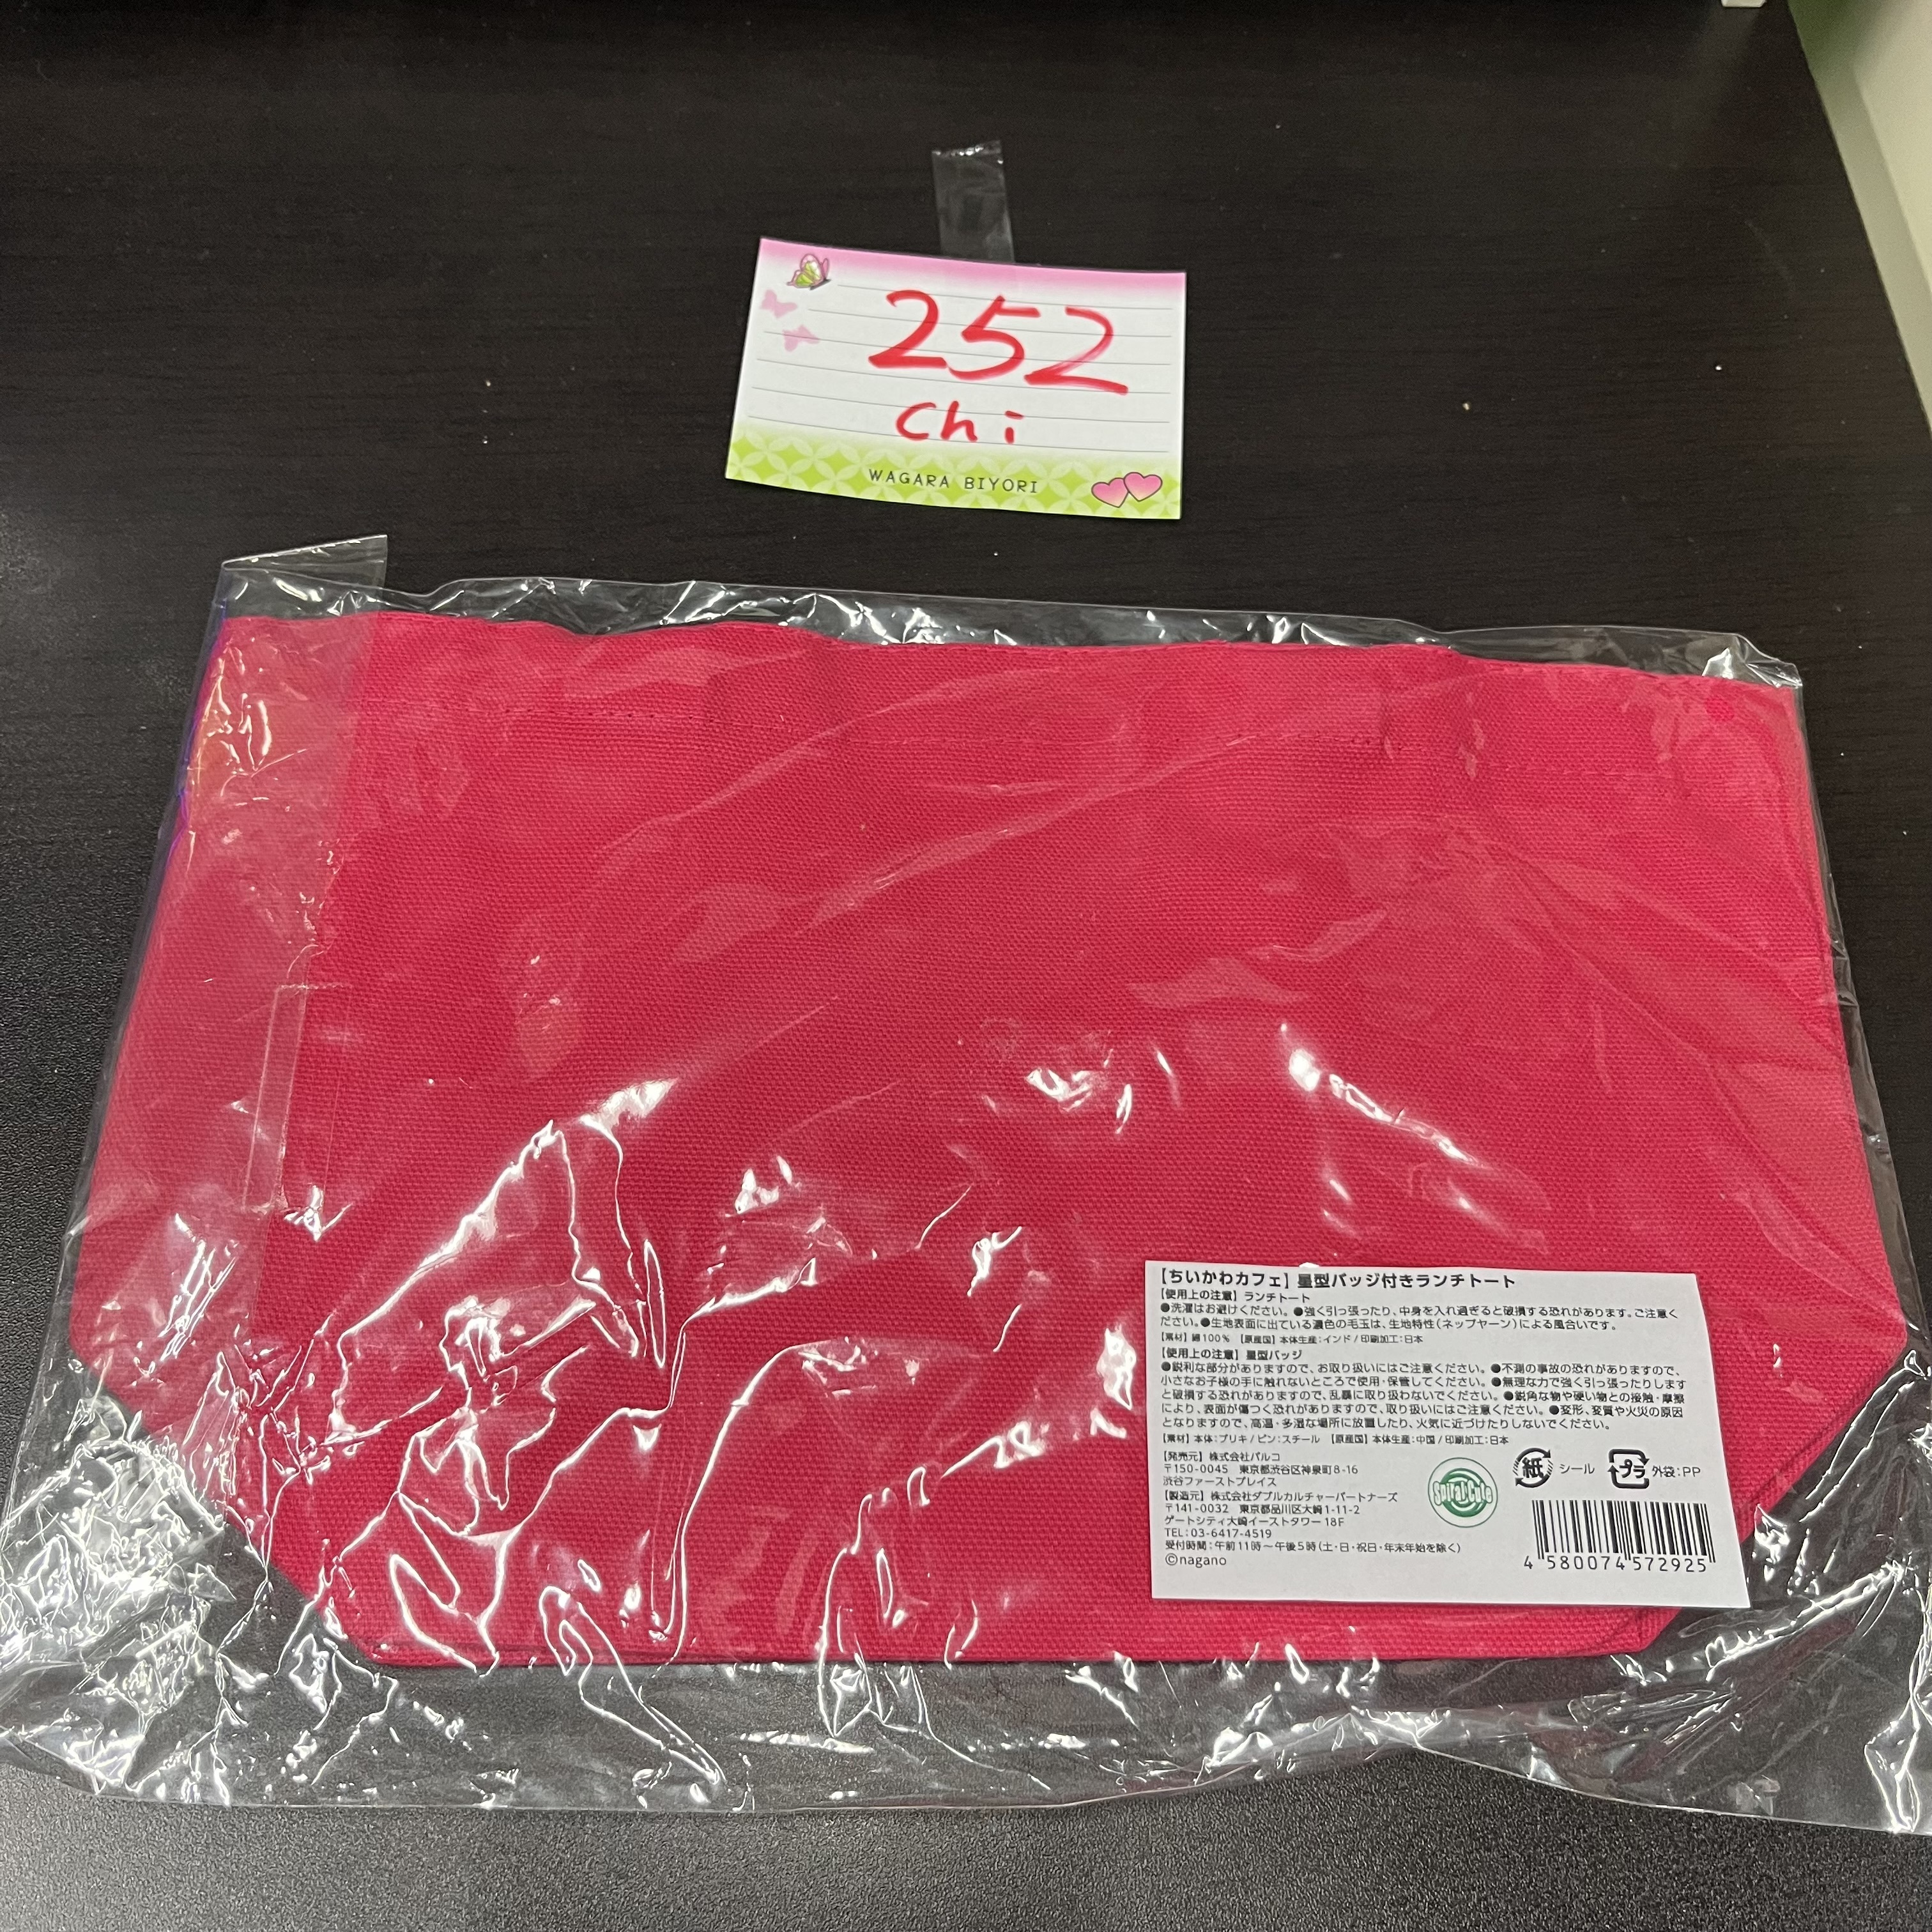 252
chi
WAGARA BIYORI
【ちいかわカフェ】星型バッジ付きランチトート
【使用上の注意】ランチトート
●洗濯はお避けください。●強く引っ張ったり、中身を入れ過ぎると破損する恐れがあります。ご注意く
ださい。●生地表面に出ている濃色の毛玉は、生地特性(ネップヤーン)による風合いです。
【素材】綿100% 【原産国】本体生産:インド/印刷加工:日本
【使用上の注意】星型バッジ
●鋭利な部分がありますので、お取り扱いにはご注意ください。●不測の事故の恐れがありますので、
小さなお子様の手に触れないところで使用・保管してください。●無理な力で強く引っ張ったりします
と破損する恐れがありますので、乱暴に取り扱わないでください。●鋭角な物や硬い物との接触・摩擦
により、表面が傷つく恐れがありますので、取り扱いにはご注意ください。●変形、変質や火災の原因
となりますので、高温・多湿な場所に放置したり、火気に近づけたりしないでください。
【素材】本体:ブリキ/ピン:スチール 【原産国】本体生産:中国/印刷加工:日本
【発売元】株式会社パルコ
〒150-0045 東京都渋谷区神泉町8-16
渋谷ファーストプレイス
【製造元】株式会社ダブルカルチャーパートナーズ
〒141-0032 東京都品川区大崎1-11-2
ゲートシティ大崎イーストタワー18F
TEL:03-6417-4519
受付時間:午前11時〜午後5時(土・日・祝日・年末年始を除く)
©nagano
Spiral Cute
紙 シール プラ 外袋:PP
4 580074 572925